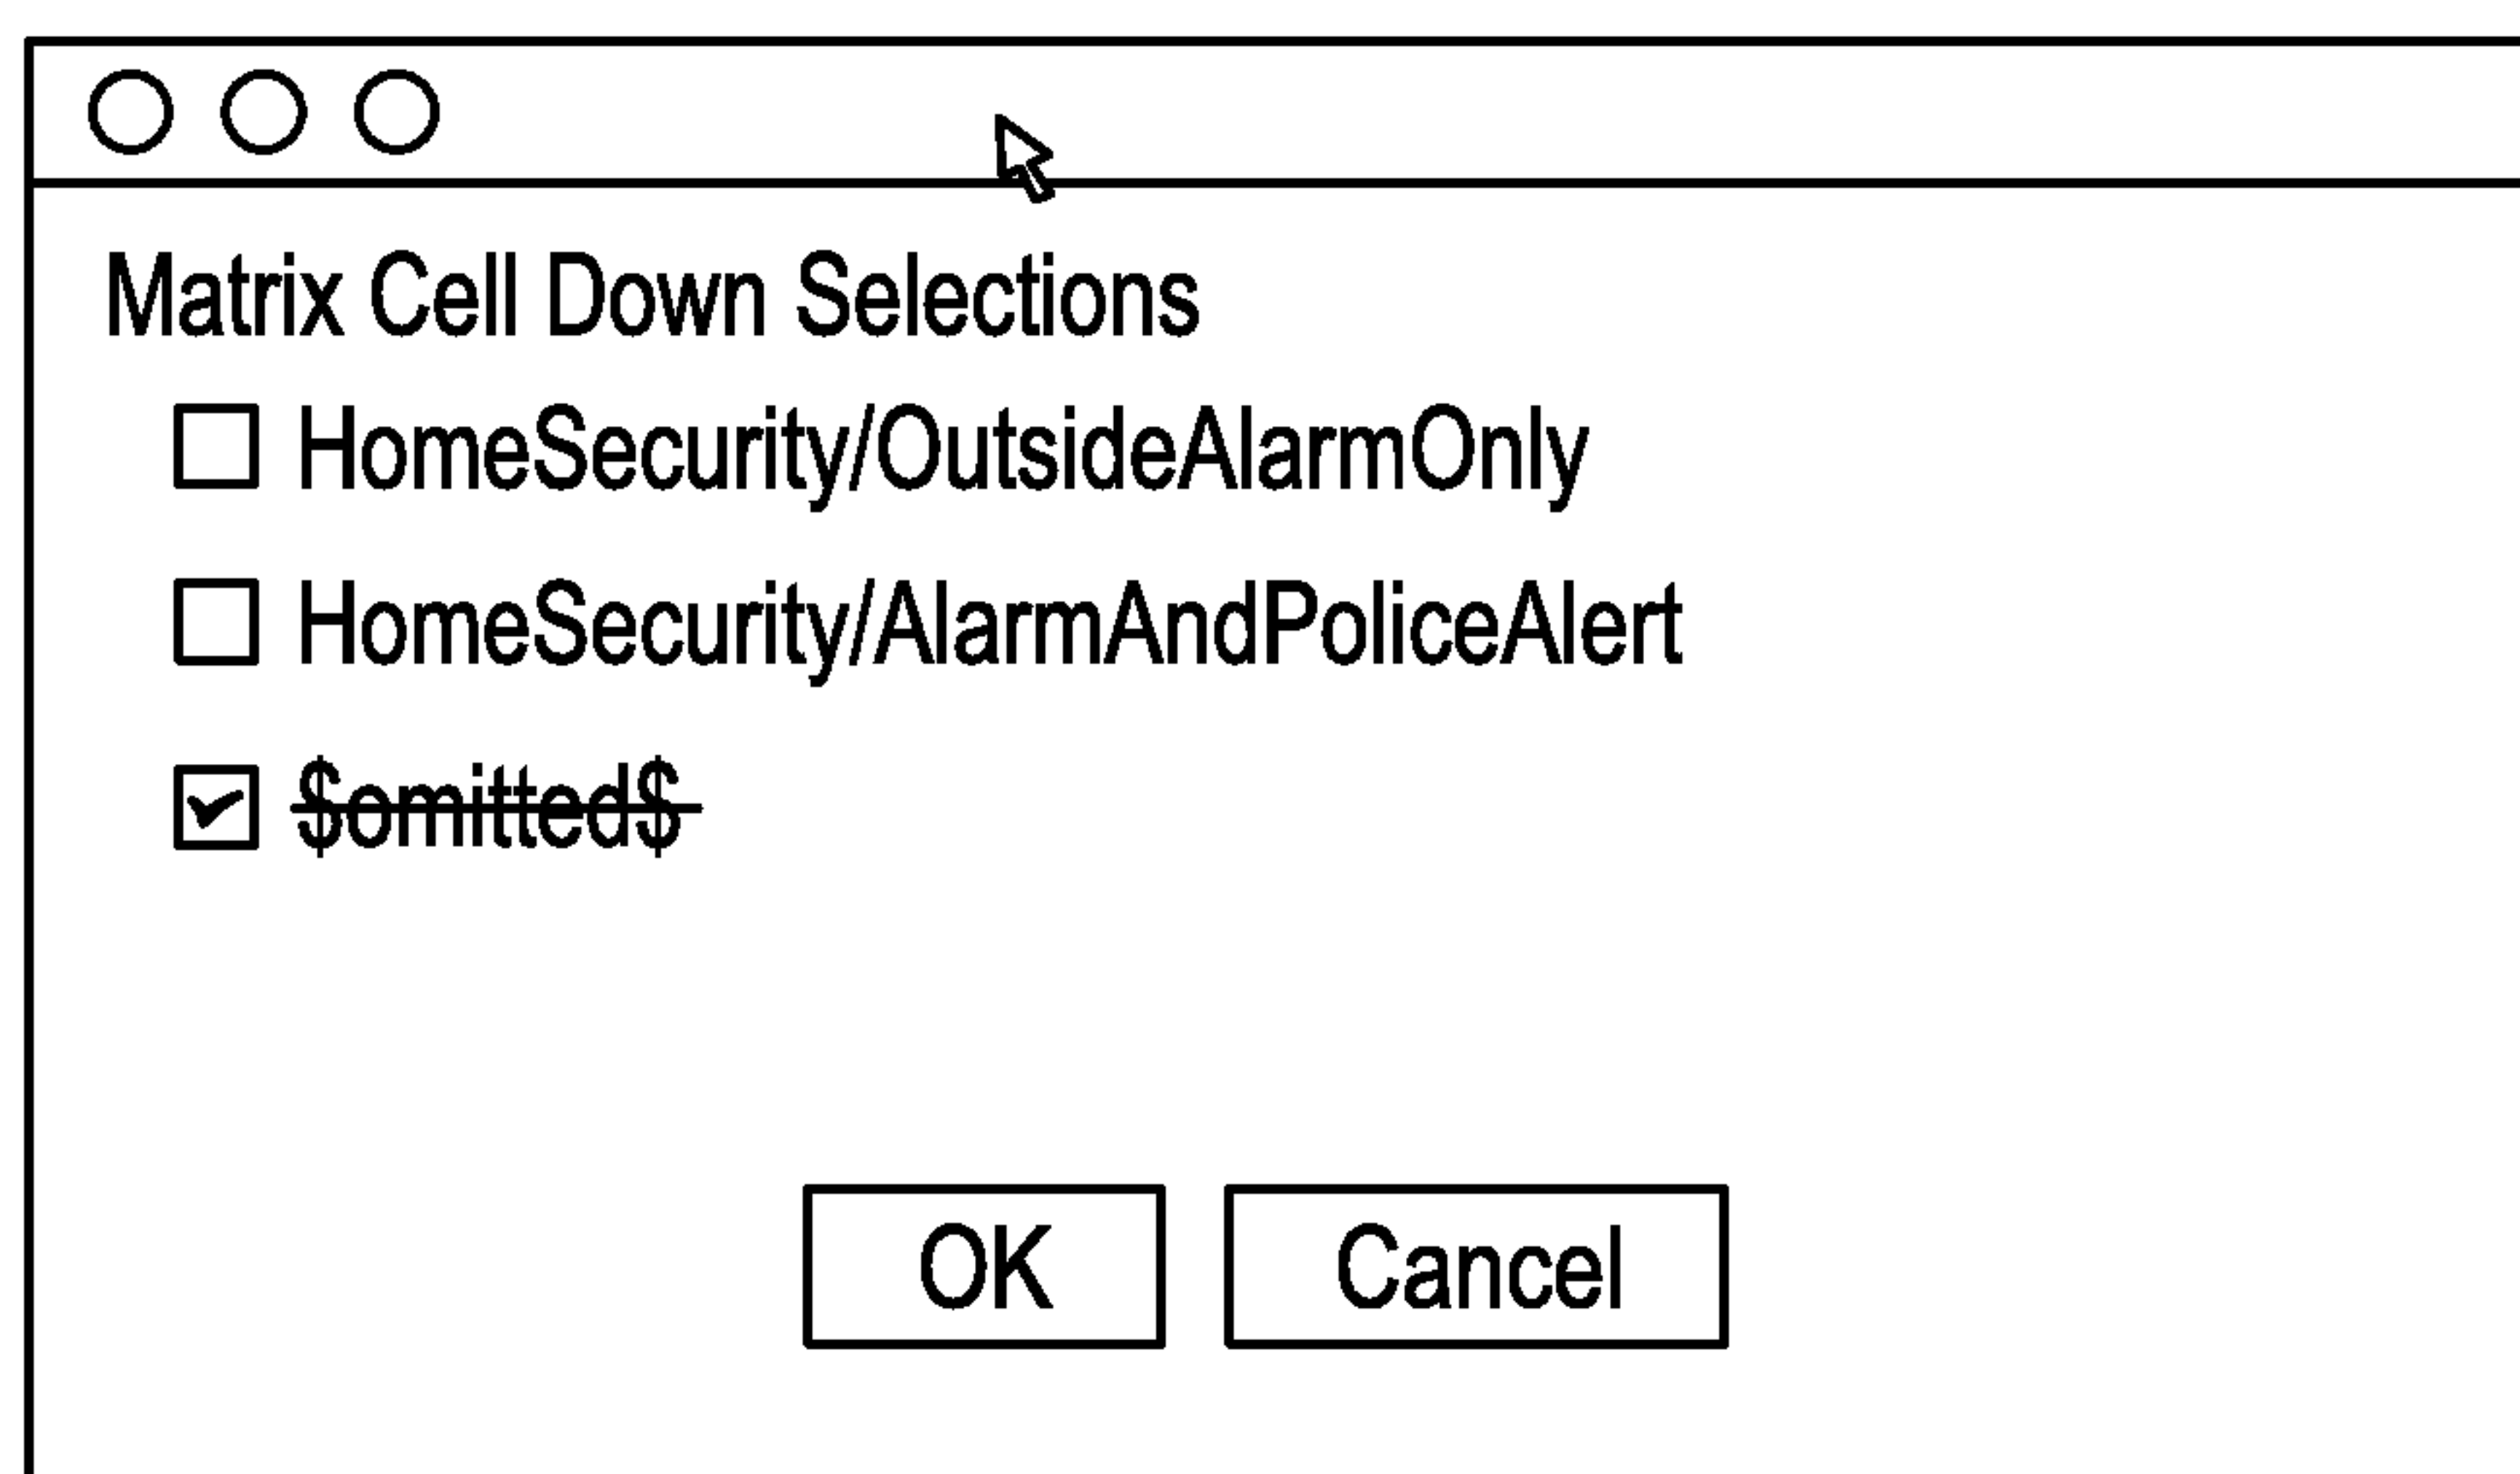 Matrix Cell Down Selections
HomeSecurity/OutsideAlarmOnly
HomeSecurity/AlarmAndPoliceAlert
$omitted$
OK
Cancel